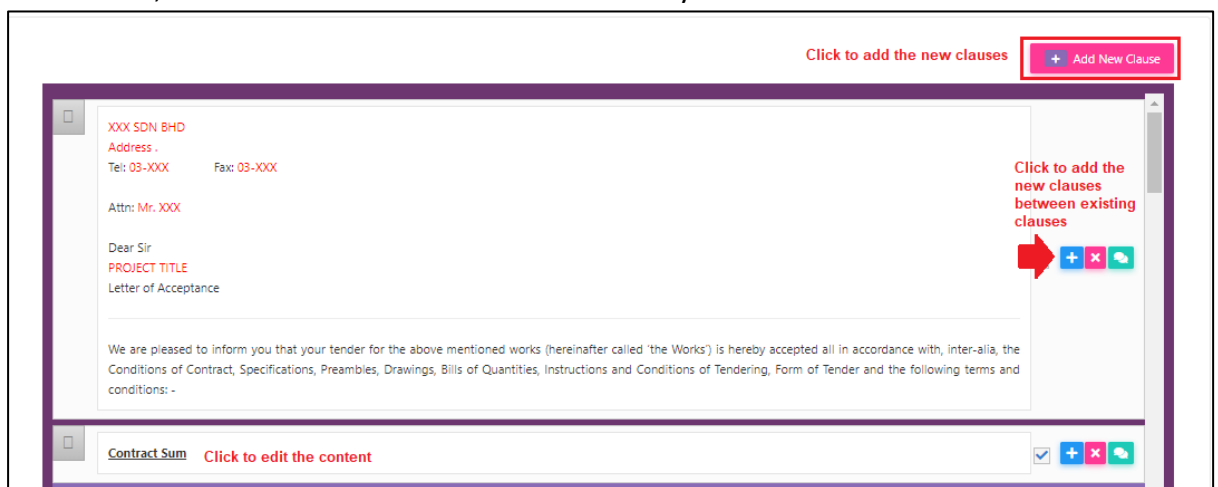 Click to add the new clauses
+ Add New Clause
XXX SDN BHD
Address .
Tel: 03-XXX Fax: 03-XXX
Attn: Mr. XXX
Dear Sir
PROJECT TITLE
Letter of Acceptance
Click to add the
new clauses
between existing
clauses
We are pleased to inform you that your tender for the above mentioned works (hereinafter called 'the Works') is hereby accepted all in accordance with, inter-alia, the
Conditions of Contract, Specifications, Preambles, Drawings, Bills of Quantities, Instructions and Conditions of Tendering, Form of Tender and the following terms and
conditions: -
Contract Sum Click to edit the content